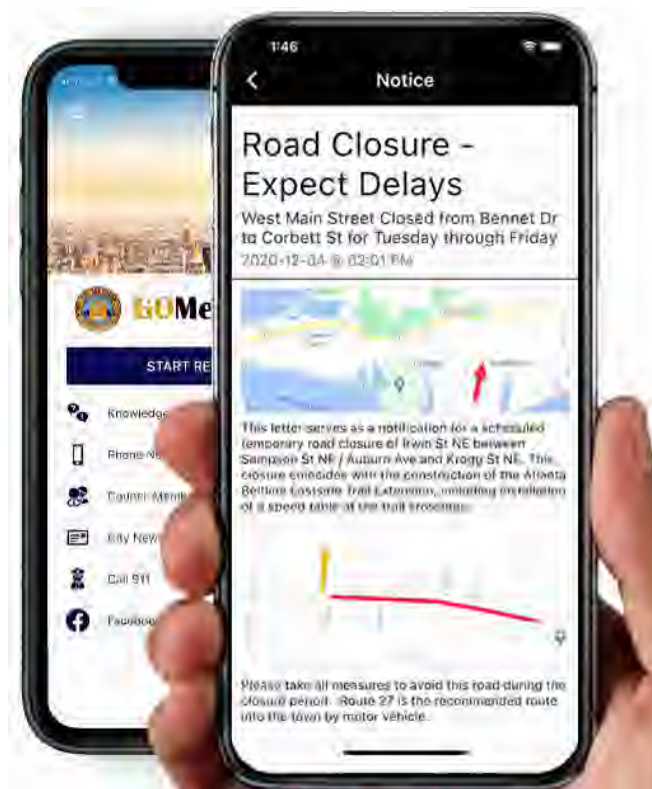 1:46
Notice
Road Closure –
Expect Delays
West Main Street Closed from Bennet Dr
to Corbett St for Tuesday through Friday
2020-12-04 @ 02:01 PM
This letter serves as a notification for a scheduled
temporary road closure of Irwin St NE between
Sampson St NE / Auburn Ave and Krogg St NE. This
closure coincides with the construction of the Atlanta
Beltline Eastside Trail Extension, including installation
of a speed table at the trail crossings.
Please take all measures to avoid this road during the
closure period. Route 27 is the recommended route
into the town by motor vehicle.
GOMe
START RE
Knowledge
Phone N
Council Memb
City New
Call 911
Facebook